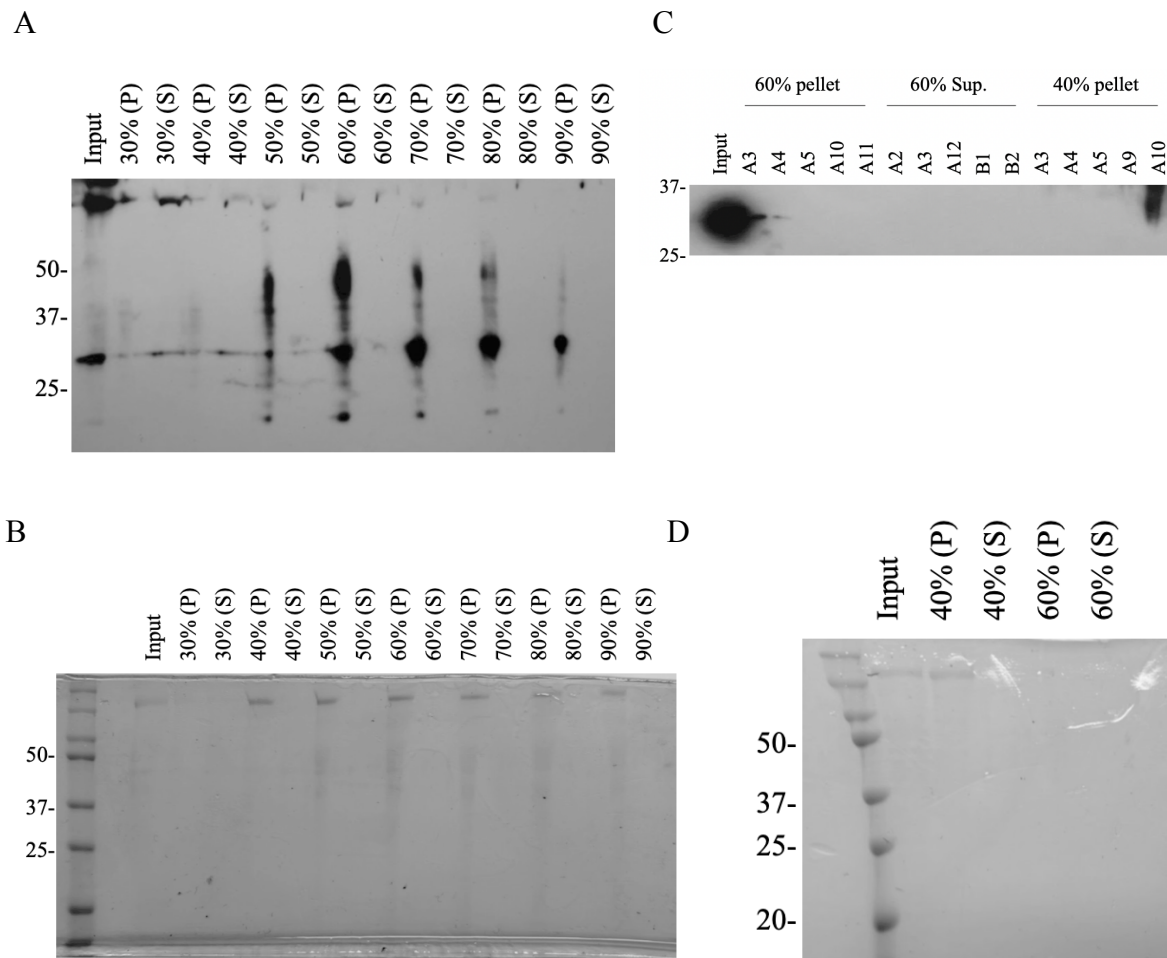 A
Input 30% (P) 30% (S) 40% (P) 40% (S) 50% (P) 50% (S) 60% (P) 60% (S) 70% (P) 70% (S) 80% (P) 80% (S) 90% (P) 90% (S)
50-
37-
25-
C
60% pellet 60% Sup. 40% pellet
Input A3 A4 A5 A10 A11 A2 A3 A12 B1 B2 A3 A4 A5 A9 A10
37-
25-
B
Input 30% (P) 30% (S) 40% (P) 40% (S) 50% (P) 50% (S) 60% (P) 60% (S) 70% (P) 70% (S) 80% (P) 80% (S) 90% (P) 90% (S)
50-
37-
25-
D
Input 40% (P) 40% (S) 60% (P) 60% (S)
50-
37-
25-
20-